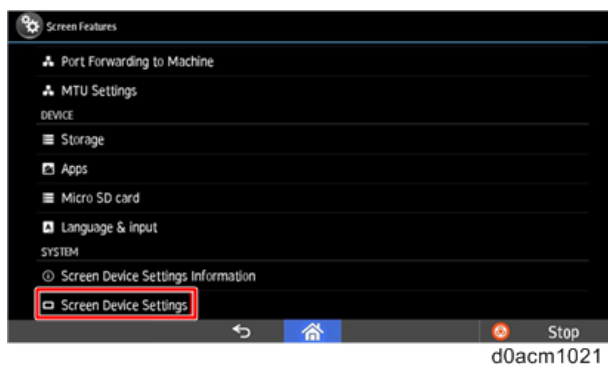 Screen Features
Port Forwarding to Machine
MTU Settings
DEVICE
Storage
Apps
Micro SD card
Language & input
SYSTEM
Screen Device Settings Information
Screen Device Settings
Stop
d0acm1021